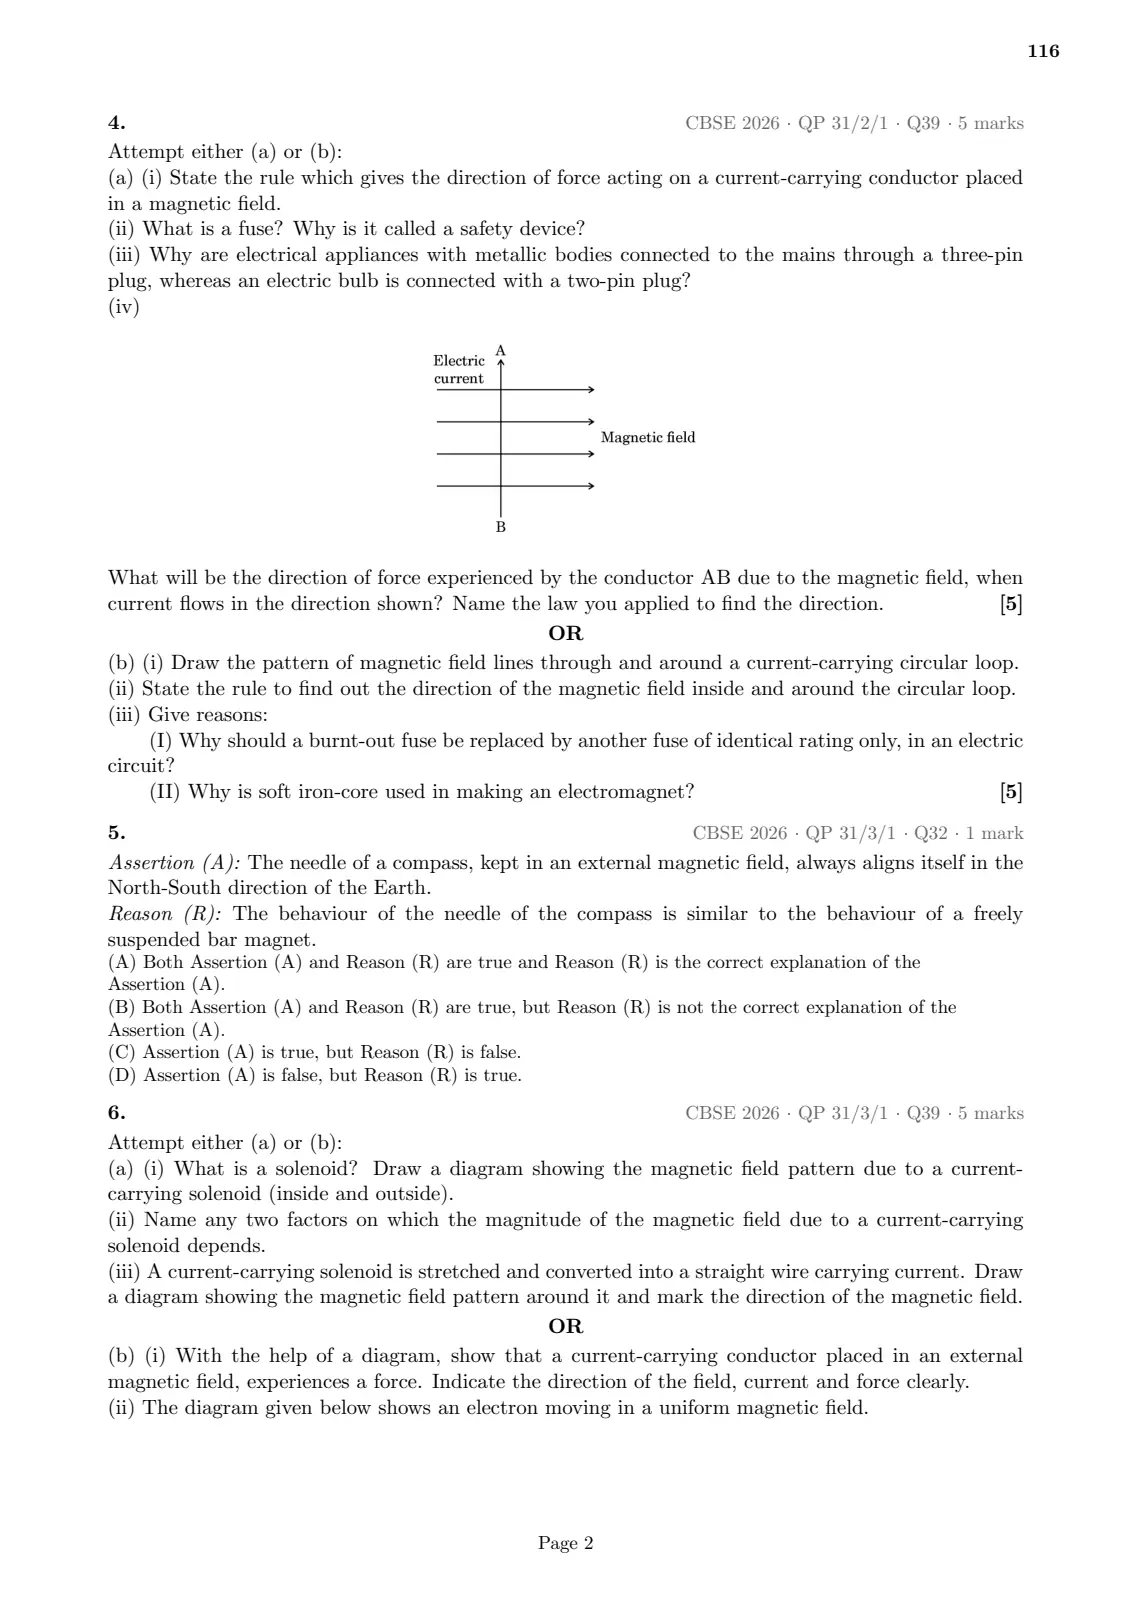 116
4. CBSE 2026 · QP 31/2/1 · Q39 · 5 marks
Attempt either (a) or (b):
(a) (i) State the rule which gives the direction of force acting on a current-carrying conductor placed
in a magnetic field.
(ii) What is a fuse? Why is it called a safety device?
(iii) Why are electrical appliances with metallic bodies connected to the mains through a three-pin
plug, whereas an electric bulb is connected with a two-pin plug?
(iv)
A
Electric
current
Magnetic field
B
What will be the direction of force experienced by the conductor AB due to the magnetic field, when
current flows in the direction shown? Name the law you applied to find the direction. [5]
OR
(b) (i) Draw the pattern of magnetic field lines through and around a current-carrying circular loop.
(ii) State the rule to find out the direction of the magnetic field inside and around the circular loop.
(iii) Give reasons:
(I) Why should a burnt-out fuse be replaced by another fuse of identical rating only, in an electric
circuit?
(II) Why is soft iron-core used in making an electromagnet? [5]
5. CBSE 2026 · QP 31/3/1 · Q32 · 1 mark
Assertion (A): The needle of a compass, kept in an external magnetic field, always aligns itself in the
North-South direction of the Earth.
Reason (R): The behaviour of the needle of the compass is similar to the behaviour of a freely
suspended bar magnet.
(A) Both Assertion (A) and Reason (R) are true and Reason (R) is the correct explanation of the
Assertion (A).
(B) Both Assertion (A) and Reason (R) are true, but Reason (R) is not the correct explanation of the
Assertion (A).
(C) Assertion (A) is true, but Reason (R) is false.
(D) Assertion (A) is false, but Reason (R) is true.
6. CBSE 2026 · QP 31/3/1 · Q39 · 5 marks
Attempt either (a) or (b):
(a) (i) What is a solenoid? Draw a diagram showing the magnetic field pattern due to a current-
carrying solenoid (inside and outside).
(ii) Name any two factors on which the magnitude of the magnetic field due to a current-carrying
solenoid depends.
(iii) A current-carrying solenoid is stretched and converted into a straight wire carrying current. Draw
a diagram showing the magnetic field pattern around it and mark the direction of the magnetic field.
OR
(b) (i) With the help of a diagram, show that a current-carrying conductor placed in an external
magnetic field, experiences a force. Indicate the direction of the field, current and force clearly.
(ii) The diagram given below shows an electron moving in a uniform magnetic field.
Page 2